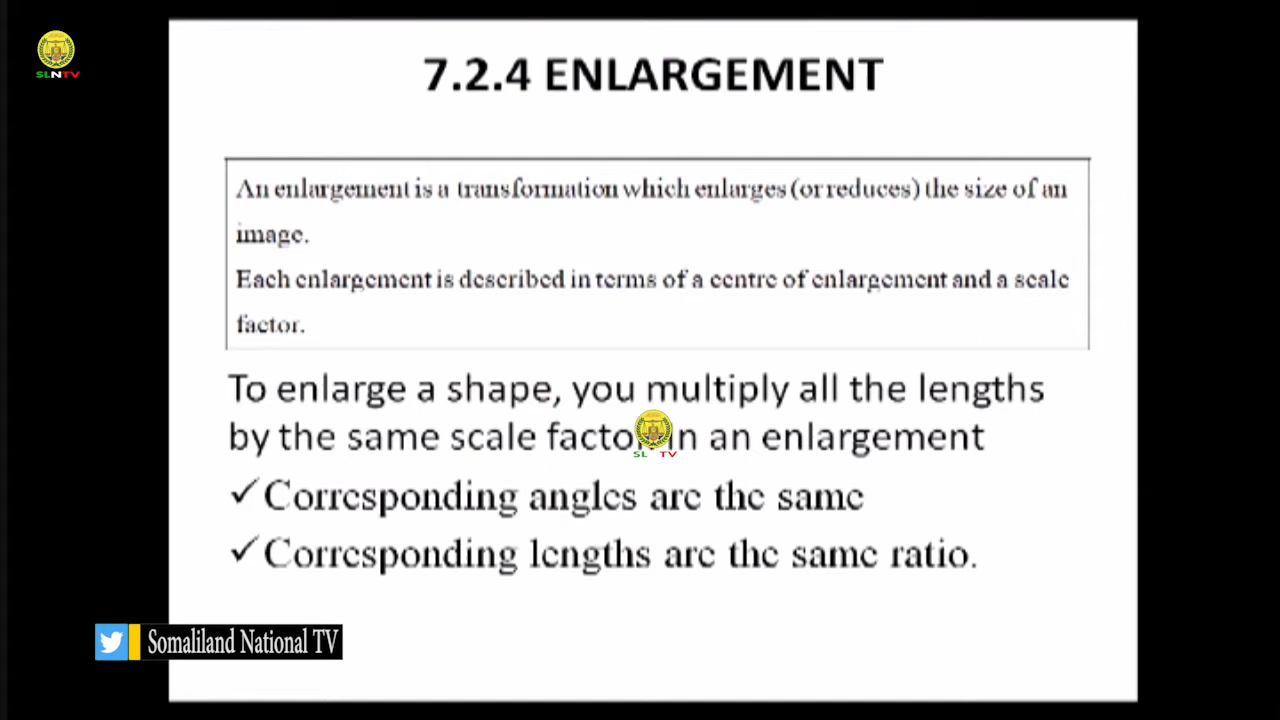 SLNTV
7.2.4 ENLARGEMENT
An enlargement is a transformation which enlarges (or reduces) the size of an
image.
Each enlargement is described in terms of a centre of enlargement and a scale
factor.
To enlarge a shape, you multiply all the lengths
by the same scale factor. In an enlargement
SL TV
✓Corresponding angles are the same
✓Corresponding lengths are the same ratio.
Somaliland National TV